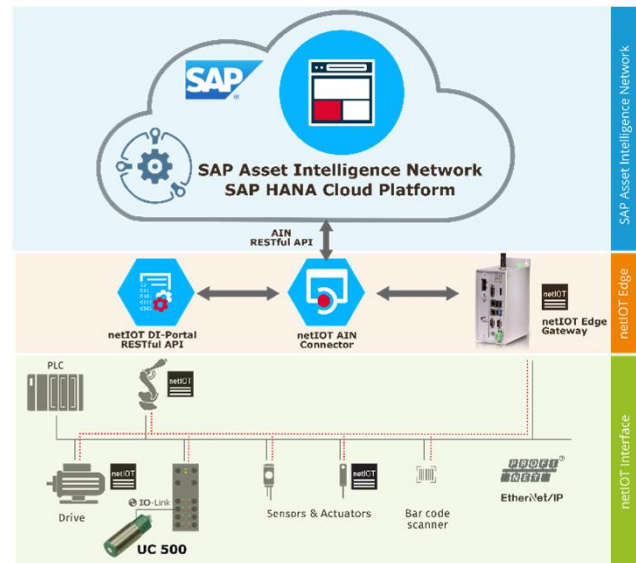 SAP
®
SAP Asset Intelligence Network
SAP HANA Cloud Platform
AIN
RESTful API
SAP Asset Intelligence Network
netIOT DI-Portal
RESTful API
netIOT AIN
Connector
netIOT
netIOT Edge
Gateway
netIOT Edge
PLC
netIOT
netIOT
Drive
IO-Link
UC 500
Sensors & Actuators
netIOT
Bar code
scanner
PROFI
NET
®
EtherNet/IP
netIOT Interface